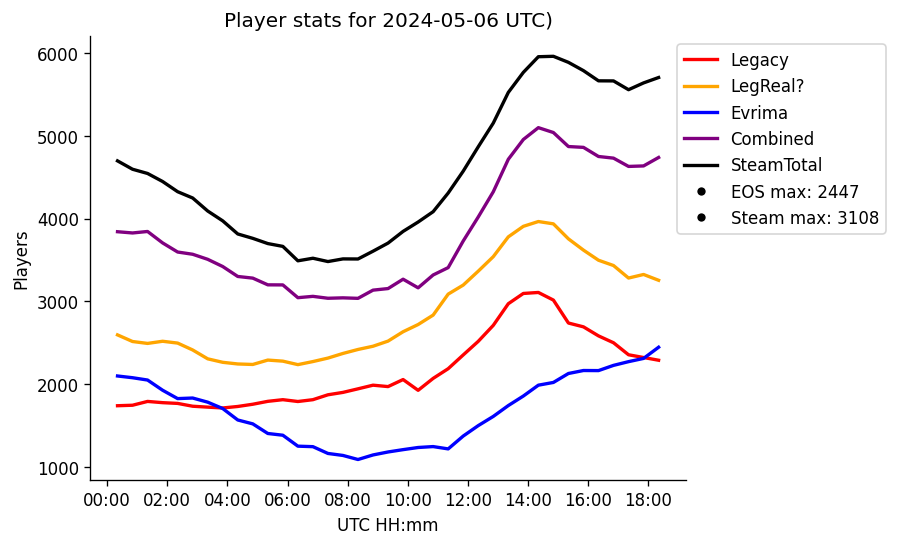 Player stats for 2024-05-06 UTC)
6000
5000
4000
3000
2000
1000
Players
00:00 02:00 04:00 06:00 08:00 10:00 12:00 14:00 16:00 18:00
UTC HH:mm
Legacy
LegReal?
Evrima
Combined
SteamTotal
EOS max: 2447
Steam max: 3108